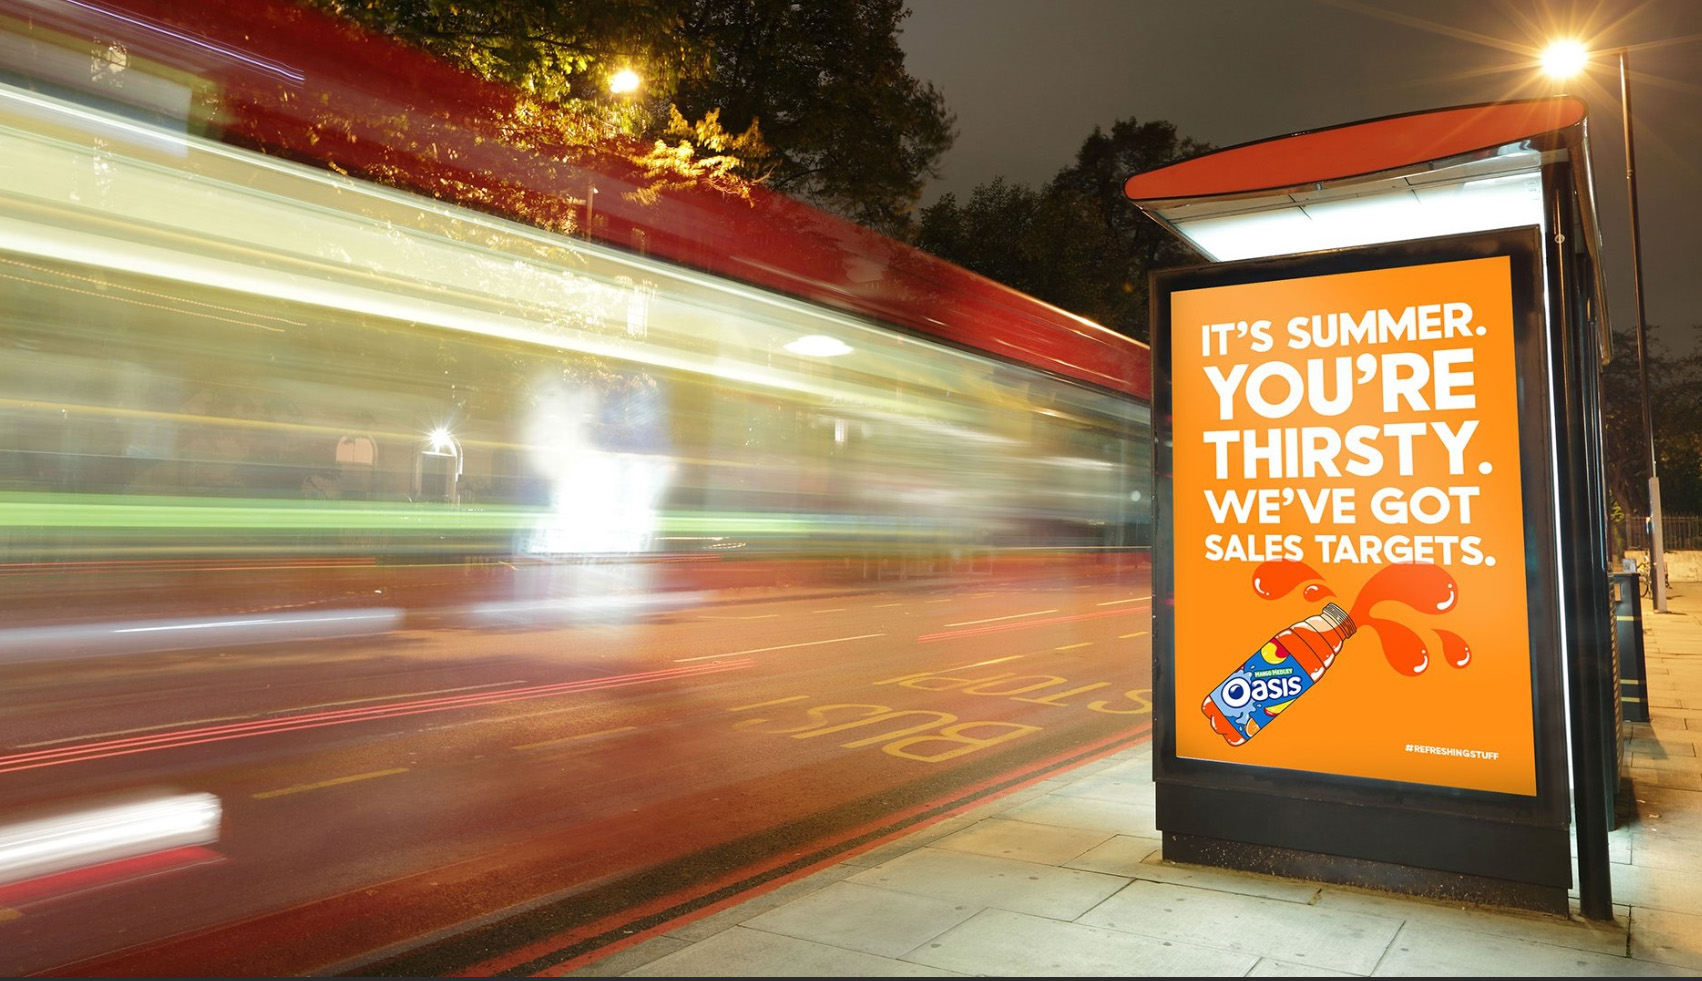 IT'S SUMMER.
YOU'RE
THIRSTY.
WE'VE GOT
SALES TARGETS.
MANGO MEDLEY
Oasis
#REFRESHINGSTUFF
BUS
STOP